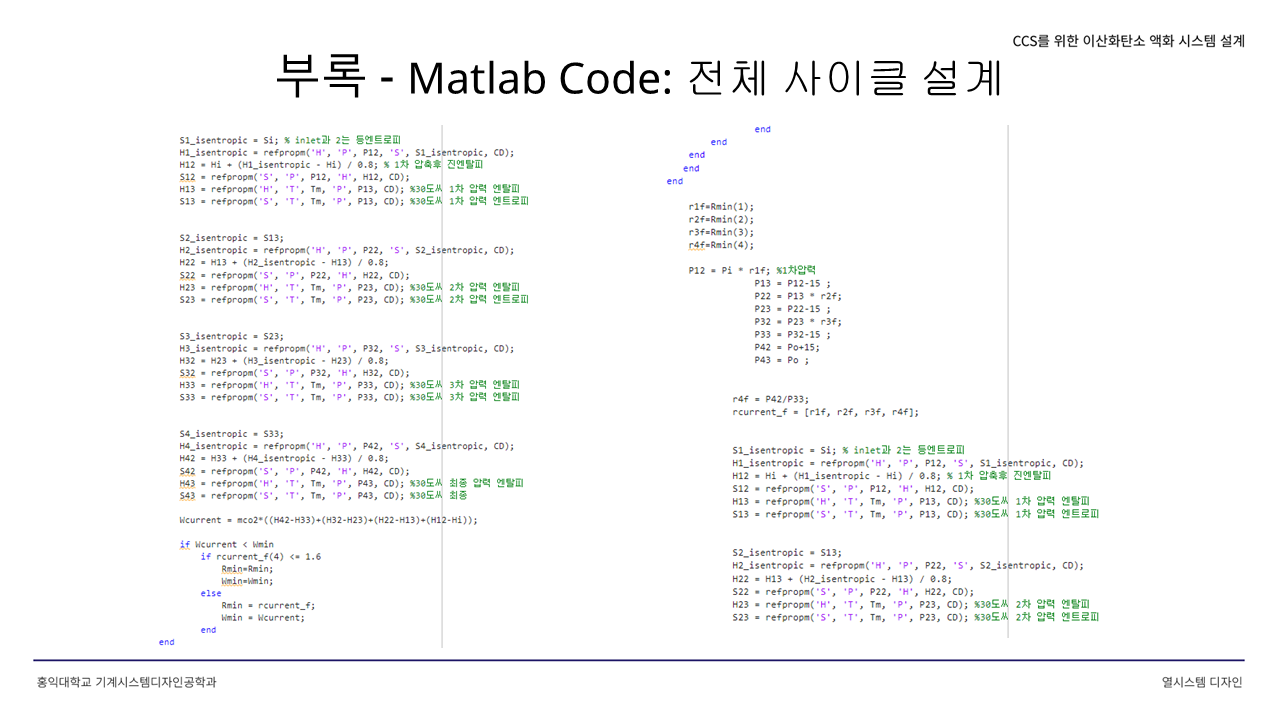 CCS를 위한 이산화탄소 액화 시스템 설계
부록 - Matlab Code: 전체 사이클 설계
S1_isentropic = Si; % inlet과 2는 등엔트로피
H1_isentropic = refpropm('H', 'P', P12, 'S', S1_isentropic, CD);
H12 = Hi + (H1_isentropic - Hi) / 0.8; % 1차 압축후 진엔탈피
S12 = refpropm('S', 'P', P12, 'H', H12, CD);
H13 = refpropm('H', 'T', Tm, 'P', P13, CD); %30도씨 1차 압력 엔탈피
S13 = refpropm('S', 'T', Tm, 'P', P13, CD); %30도씨 1차 압력 엔트로피
S2_isentropic = S13;
H2_isentropic = refpropm('H', 'P', P22, 'S', S2_isentropic, CD);
H22 = H13 + (H2_isentropic - H13) / 0.8;
S22 = refpropm('S', 'P', P22, 'H', H22, CD);
H23 = refpropm('H', 'T', Tm, 'P', P23, CD); %30도씨 2차 압력 엔탈피
S23 = refpropm('S', 'T', Tm, 'P', P23, CD); %30도씨 2차 압력 엔트로피
S3_isentropic = S23;
H3_isentropic = refpropm('H', 'P', P32, 'S', S3_isentropic, CD);
H32 = H23 + (H3_isentropic - H23) / 0.8;
S32 = refpropm('S', 'P', P32, 'H', H32, CD);
H33 = refpropm('H', 'T', Tm, 'P', P33, CD); %30도씨 3차 압력 엔탈피
S33 = refpropm('S', 'T', Tm, 'P', P33, CD); %30도씨 3차 압력 엔탈피
S4_isentropic = S33;
H4_isentropic = refpropm('H', 'P', P42, 'S', S4_isentropic, CD);
H42 = H33 + (H4_isentropic - H33) / 0.8;
S42 = refpropm('S', 'P', P42, 'H', H42, CD);
H43 = refpropm('H', 'T', Tm, 'P', P43, CD); %30도씨 최종 압력 엔탈피
S43 = refpropm('S', 'T', Tm, 'P', P43, CD); %30도씨 최종
Wcurrent = mco2*((H42-H33)+(H32-H23)+(H22-H13)+(H12-Hi));
if Wcurrent < Wmin
if rcurrent_f(4) <= 1.6
Rmin=Rmin;
Wmin=Wmin;
else
Rmin = rcurrent_f;
Wmin = Wcurrent;
end
end
end
end
end
end
end
r1f=Rmin(1);
r2f=Rmin(2);
r3f=Rmin(3);
r4f=Rmin(4);
P12 = Pi * r1f; %1차압력
P13 = P12-15 ;
P22 = P13 * r2f;
P23 = P22-15 ;
P32 = P23 * r3f;
P33 = P32-15 ;
P42 = Po+15;
P43 = Po ;
r4f = P42/P33;
rcurrent_f = [r1f, r2f, r3f, r4f];
S1_isentropic = Si; % inlet과 2는 등엔트로피
H1_isentropic = refpropm('H', 'P', P12, 'S', S1_isentropic, CD);
H12 = Hi + (H1_isentropic - Hi) / 0.8; % 1차 압축후 진엔탈피
S12 = refpropm('S', 'P', P12, 'H', H12, CD);
H13 = refpropm('H', 'T', Tm, 'P', P13, CD); %30도씨 1차 압력 엔탈피
S13 = refpropm('S', 'T', Tm, 'P', P13, CD); %30도씨 1차 압력 엔트로피
S2_isentropic = S13;
H2_isentropic = refpropm('H', 'P', P22, 'S', S2_isentropic, CD);
H22 = H13 + (H2_isentropic - H13) / 0.8;
S22 = refpropm('S', 'P', P22, 'H', H22, CD);
H23 = refpropm('H', 'T', Tm, 'P', P23, CD); %30도씨 2차 압력 엔탈피
S23 = refpropm('S', 'T', Tm, 'P', P23, CD); %30도씨 2차 압력 엔트로피
홍익대학교 기계시스템디자인공학과
열시스템 디자인